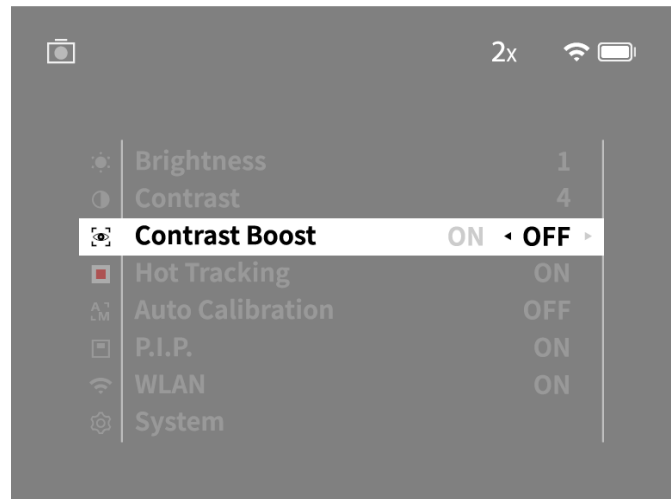 2x
Brightness 1
Contrast 4
Contrast Boost ON OFF
Hot Tracking ON
Auto Calibration OFF
P.I.P. ON
WLAN ON
System